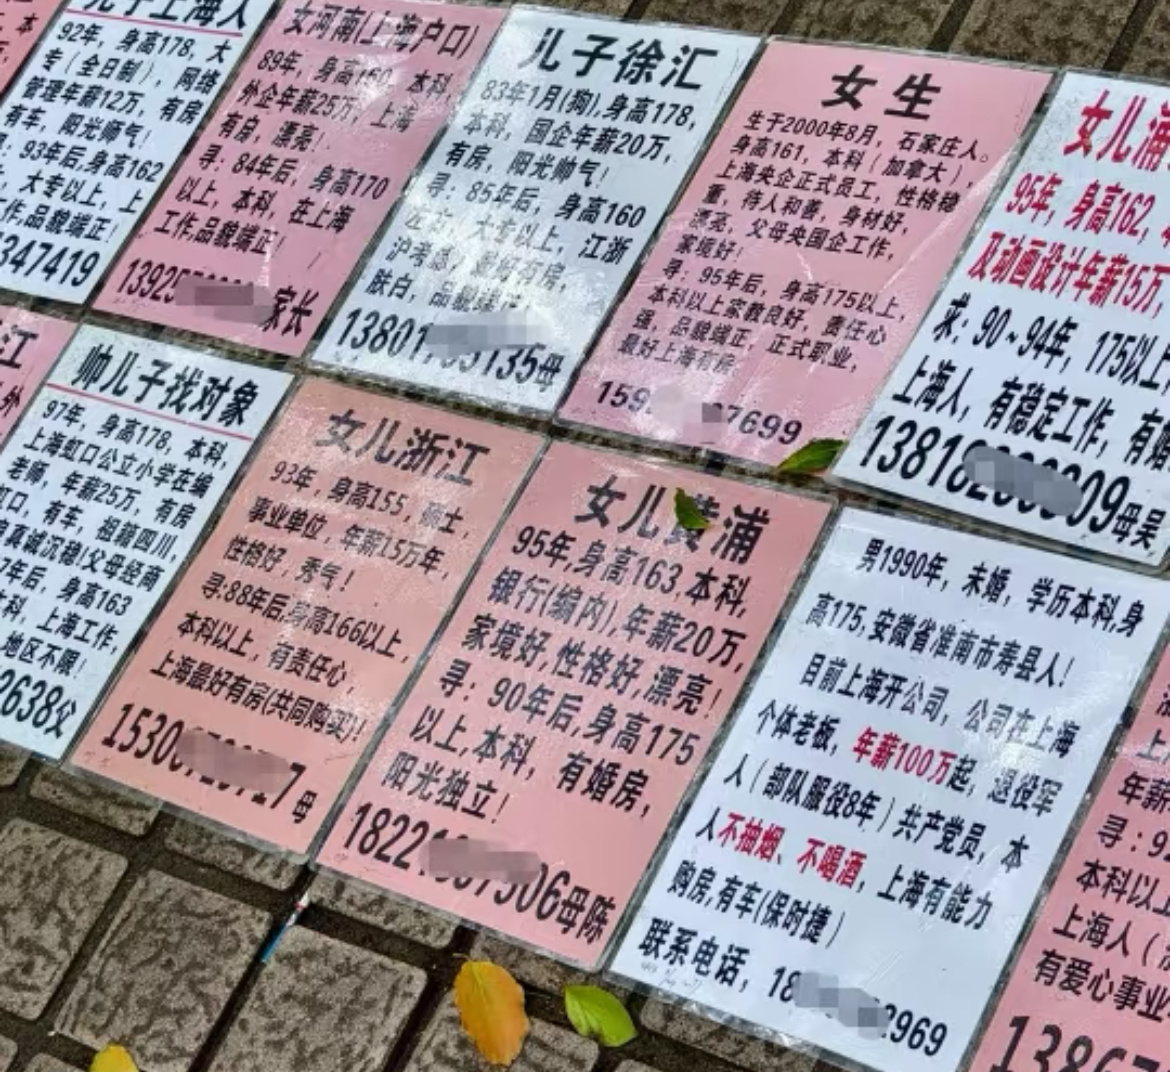 儿子上海人
92年，身高178，大
专（全日制），网络
管理年薪12万，有房
有车，阳光帅气！
93年后，身高162
大专以上，上
作，品貌端正！
347419
女河南(上海户口)
89年，身高160 本科，
外企年薪25万，上海
有房，漂亮！
寻：84年后，身高170
以上，本科，在上海
工作，品貌端正！
13925 家长
儿子徐汇
83年1月(狗)，身高178，
本科，国企年薪20万，
有房，阳光帅气！
寻：85年后，身高160
左右，大专以上，江浙
沪考虑，最好有房，
肤白，品貌端正
1380 135母
女生
生于2000年8月，石家庄人。
身高161，本科（加拿大），
上海央企正式员工，性格稳
重，待人和善，身材好，
漂亮，父母央国企工作，
家境好！
寻：95年后，身高175以上，
本科以上家教良好，责任心
强，品貌端正，正式职业，
最好上海有房
159 7699
女儿浦
95年，身高162，
及动画设计年薪15万，
求：90~94年，175以上
上海人，有稳定工作，有婚
13818 09母吴
江
外
帅儿子找对象
97年，身高178，本科，
上海虹口公立小学在编
老师，年薪25万，有房
虹口，有车，祖籍四川，
真诚沉稳！父母经商
7年后，身高163
本科，上海工作，
地区不限！
2638父
女儿浙江
93年，身高155，硕士，
事业单位，年薪15万年，
性格好，秀气！
寻：88年后，身高166以上，
本科以上，有责任心，
上海最好有房(共同购买)！
1530 7母
女儿黄浦
95年，身高163，本科，
银行(编内)，年薪20万，
家境好，性格好，漂亮！
寻：90年后，身高175
以上，本科，有婚房，
阳光独立！
1822 06母陈
男1990年，未婚，学历本科，身
高175，安徽省淮南市寿县人！
目前上海开公司，公司在上海
个体老板，年薪100万起，退役军
人（部队服役8年）共产党员，本
人不抽烟、不喝酒，上海有能力
购房，有车(保时捷)
联系电话，18 2969
上
年薪
寻：9
本科以
上海人（
有爱心事业
1386